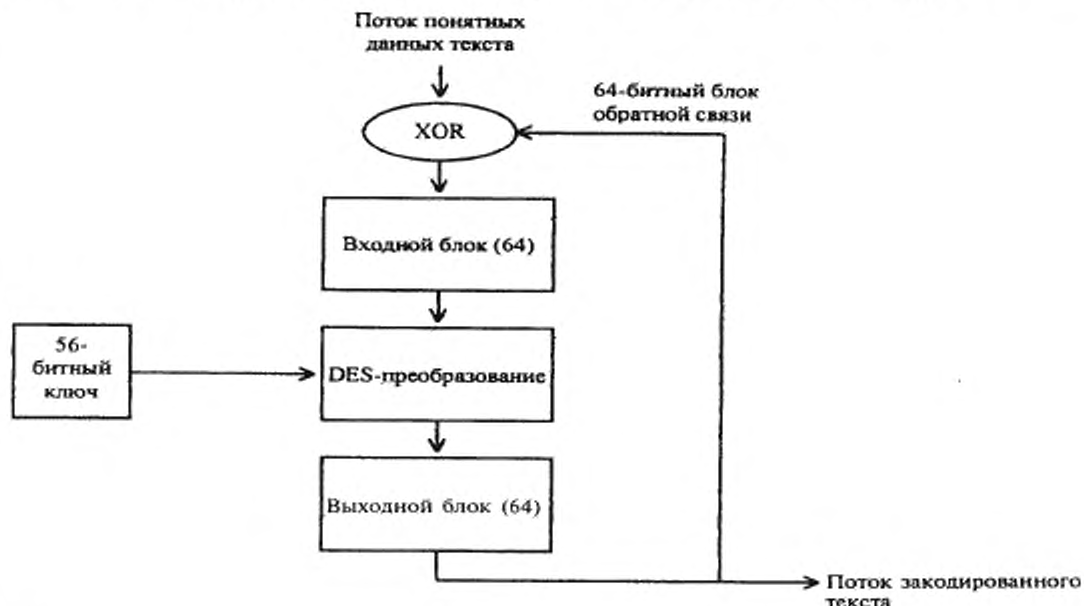 Поток понятных
данных текста
64-битный блок
обратной связи
XOR
Входной блок (64)
56-
битный
ключ
DES-преобразование
Выходной блок (64)
Поток закодированного
текста